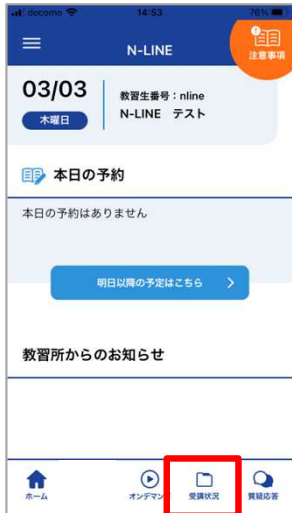 docomo 14:53 76%
N-LINE
注意事項
03/03
木曜日
教習生番号：nline
N-LINE テスト
本日の予約
本日の予約はありません
明日以降の予定はこちら
教習所からのお知らせ
ホーム
オンデマンド
受講状況
質疑応答